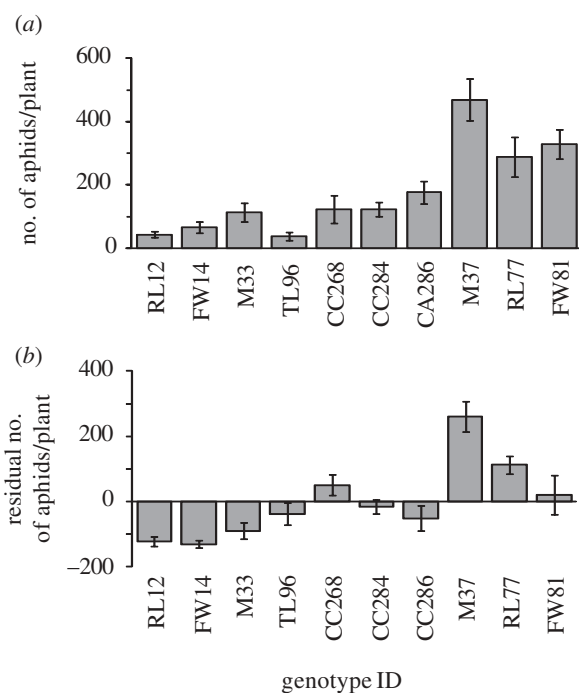 (a)
600
400
200
0
no. of aphids/plant
RL12
FW14
M33
TL96
CC268
CC284
CA286
M37
RL77
FW81
(b)
400
200
0
–200
residual no.
of aphids/plant
RL12
FW14
M33
TL96
CC268
CC284
CC286
M37
RL77
FW81
genotype ID